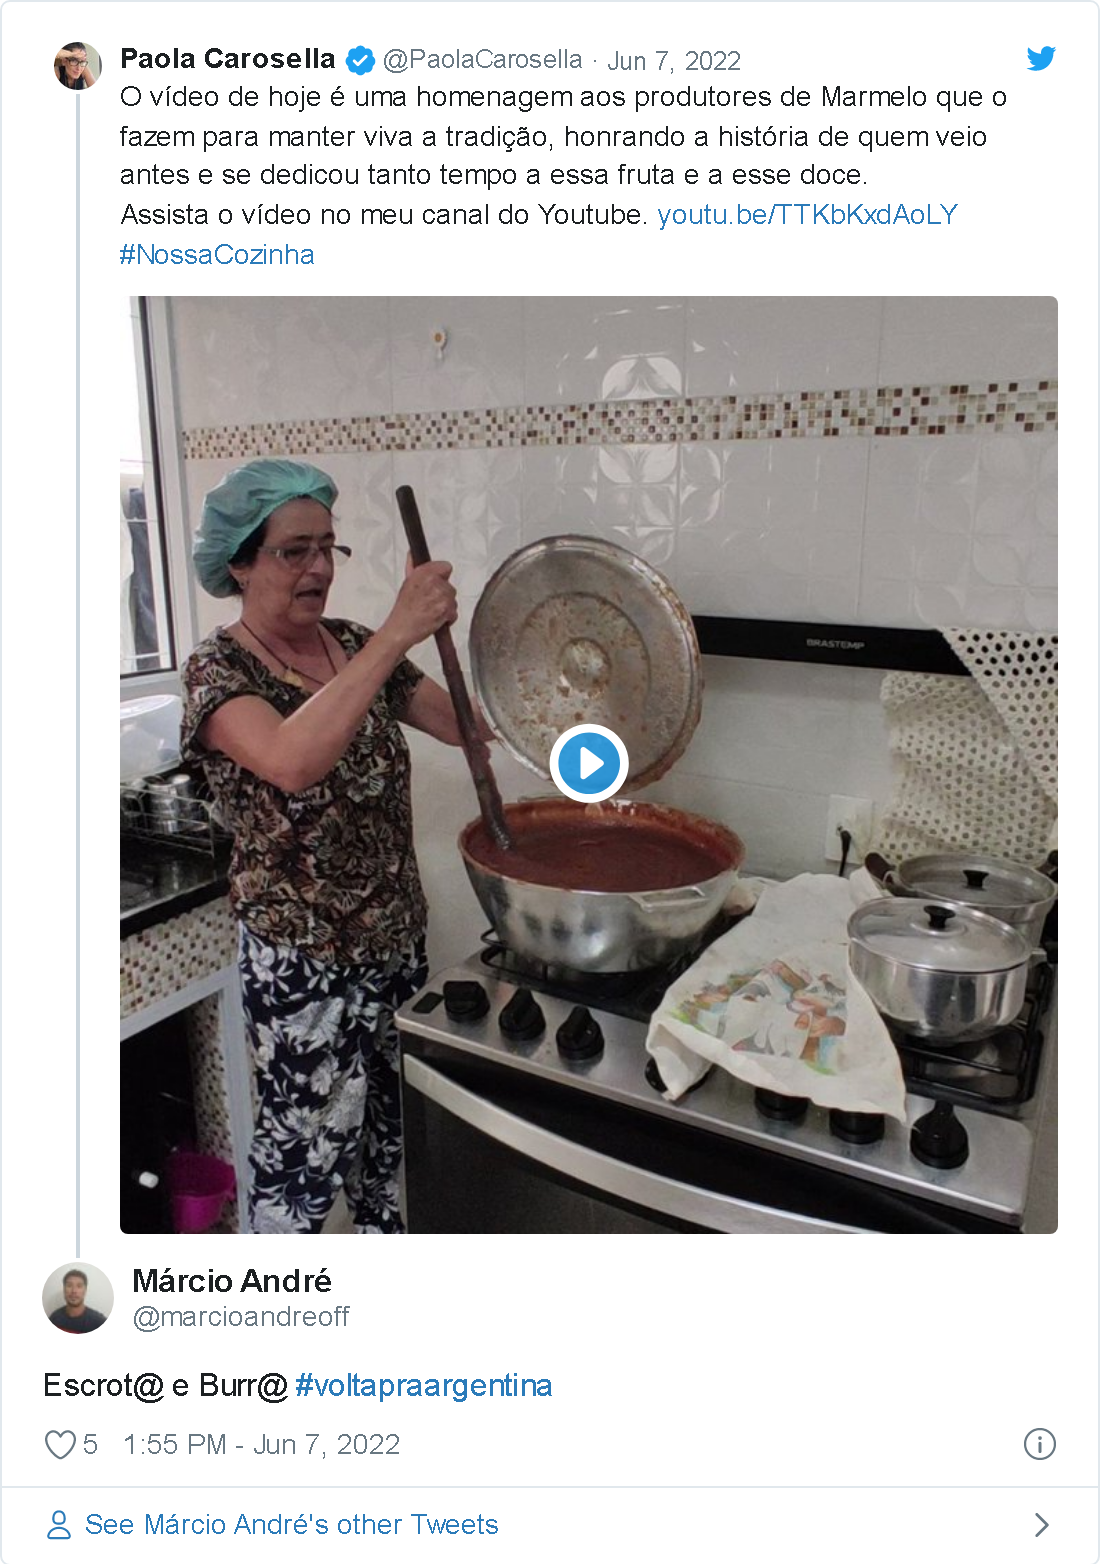 Paola Carosella @PaolaCarosella · Jun 7, 2022
O vídeo de hoje é uma homenagem aos produtores de Marmelo que o
fazem para manter viva a tradição, honrando a história de quem veio
antes e se dedicou tanto tempo a essa fruta e a esse doce.
Assista o vídeo no meu canal do Youtube. youtu.be/TTKbKxdAoLY
#NossaCozinha
BRASTEMP
Márcio André
@marcioandreoff
Escrot@ e Burr@ #voltapraargentina
5 1:55 PM - Jun 7, 2022
See Márcio André's other Tweets